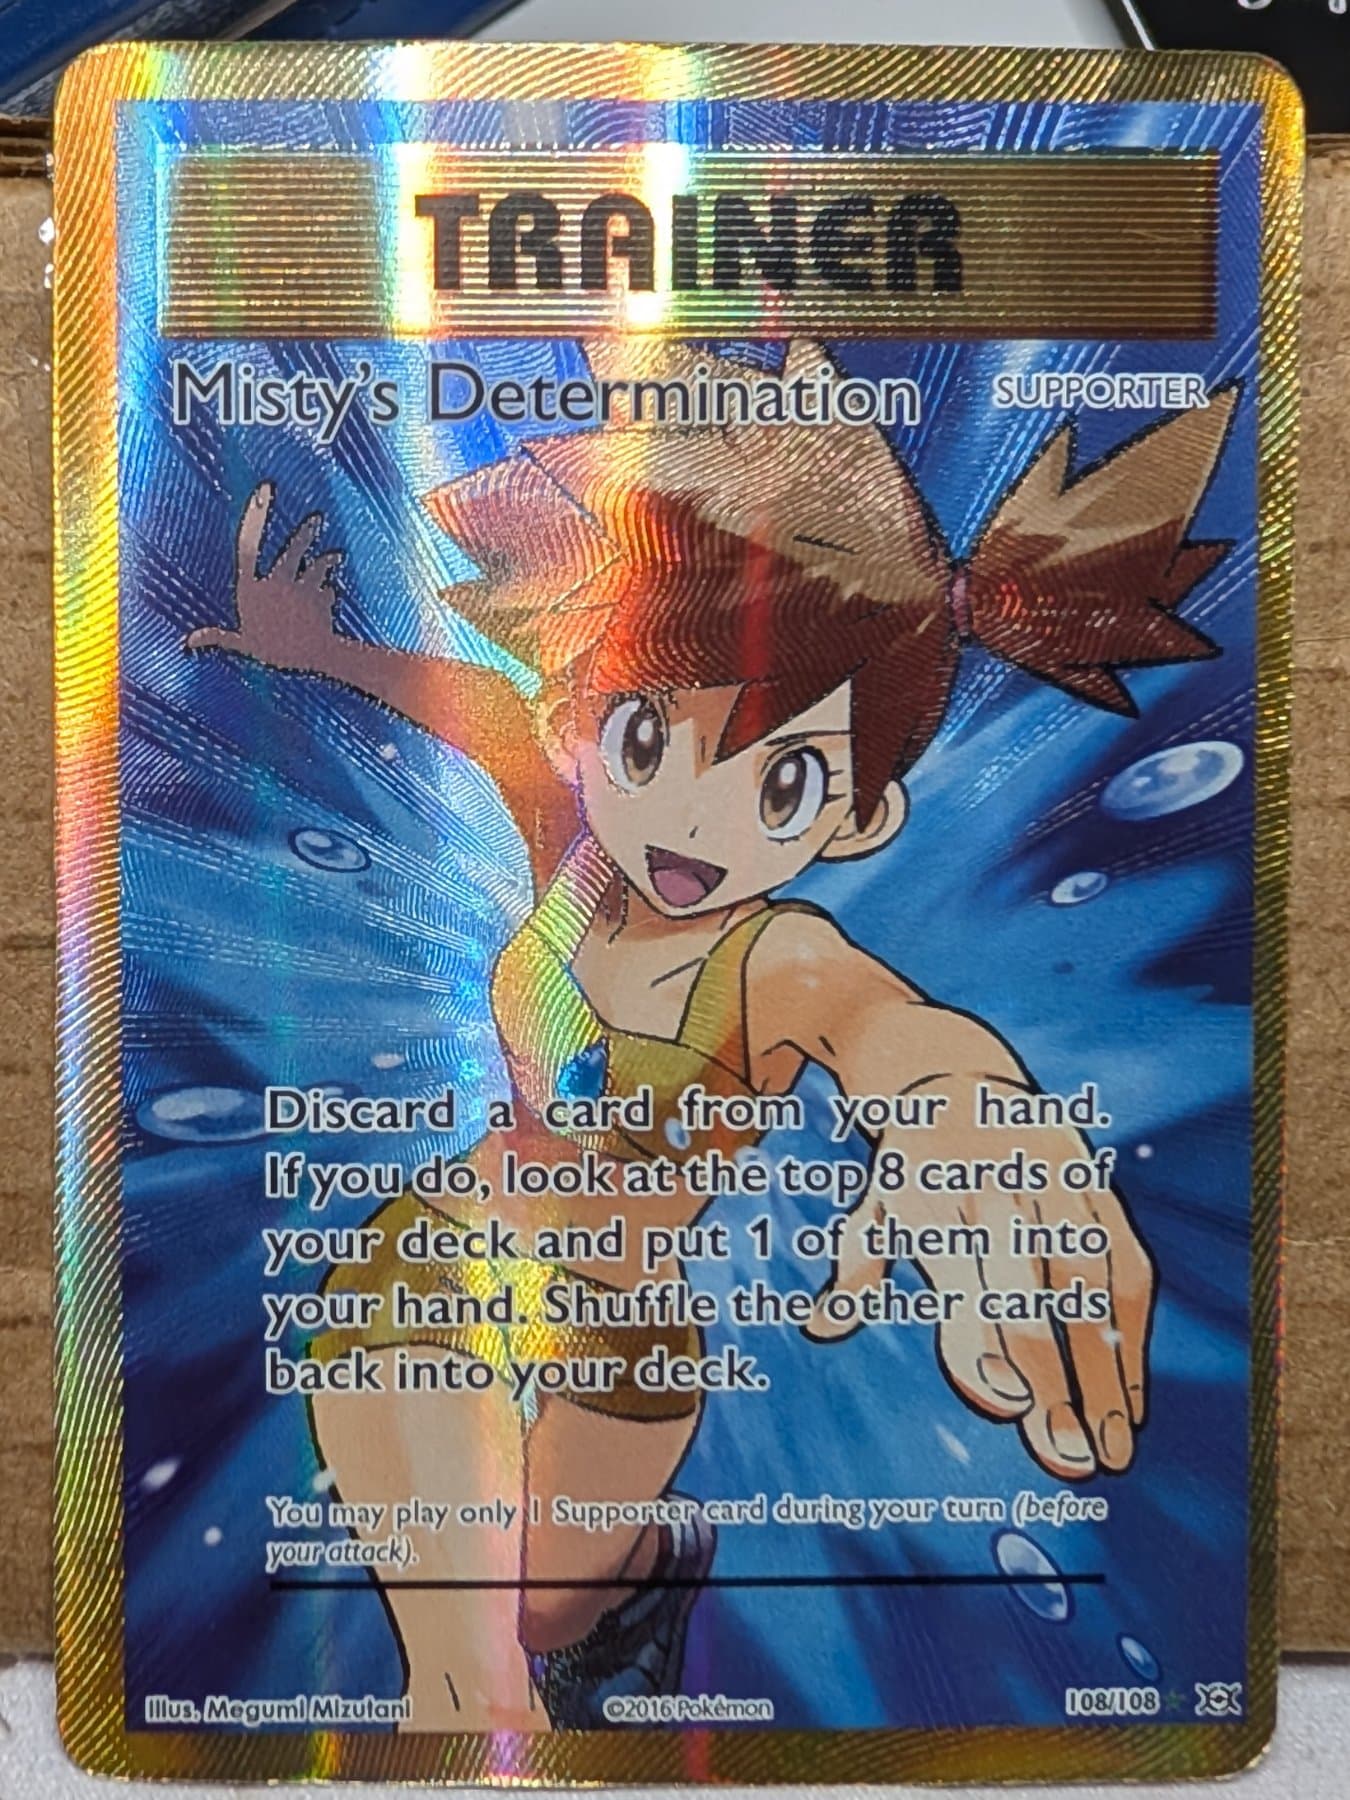 TRAINER
Misty's Determination SUPPORTER
Discard a card from your hand.
If you do, look at the top 8 cards of
your deck and put 1 of them into
your hand. Shuffle the other cards
back into your deck.
You may play only 1 Supporter card during your turn (before
your attack).
Illus. Megumi Mizutani ©2016 Pokémon 108/108